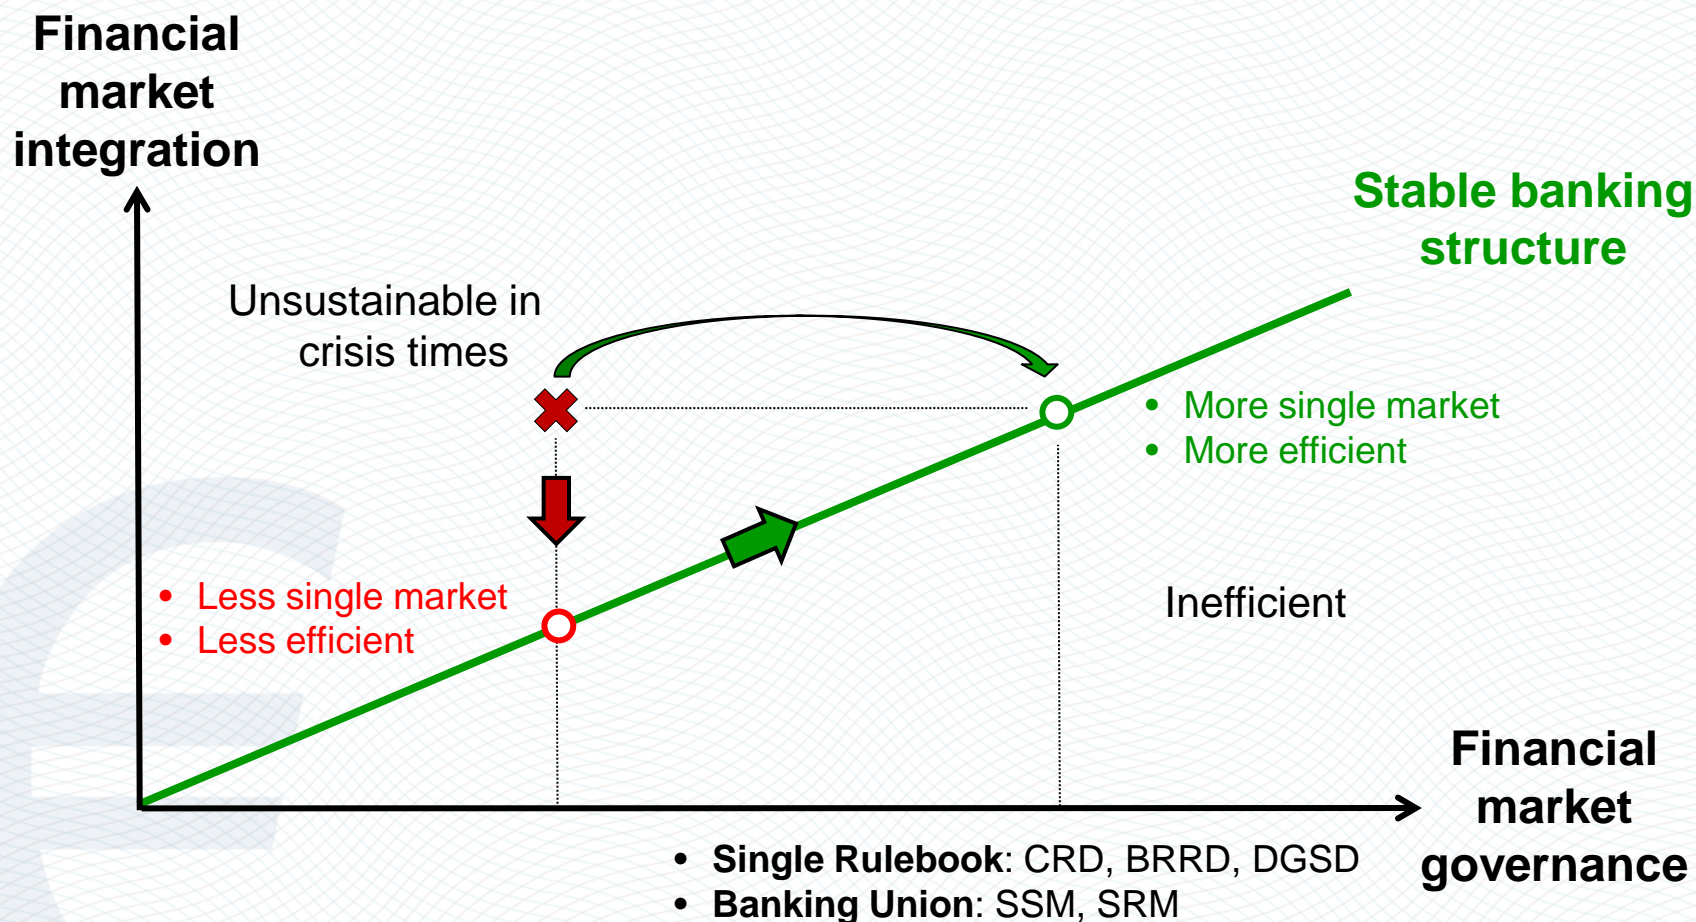 Financial
market
integration
Stable banking
structure
Unsustainable in
crisis times
• More single market
• More efficient
• Less single market
• Less efficient
Inefficient
Financial
market
governance
• Single Rulebook: CRD, BRRD, DGSD
• Banking Union: SSM, SRM